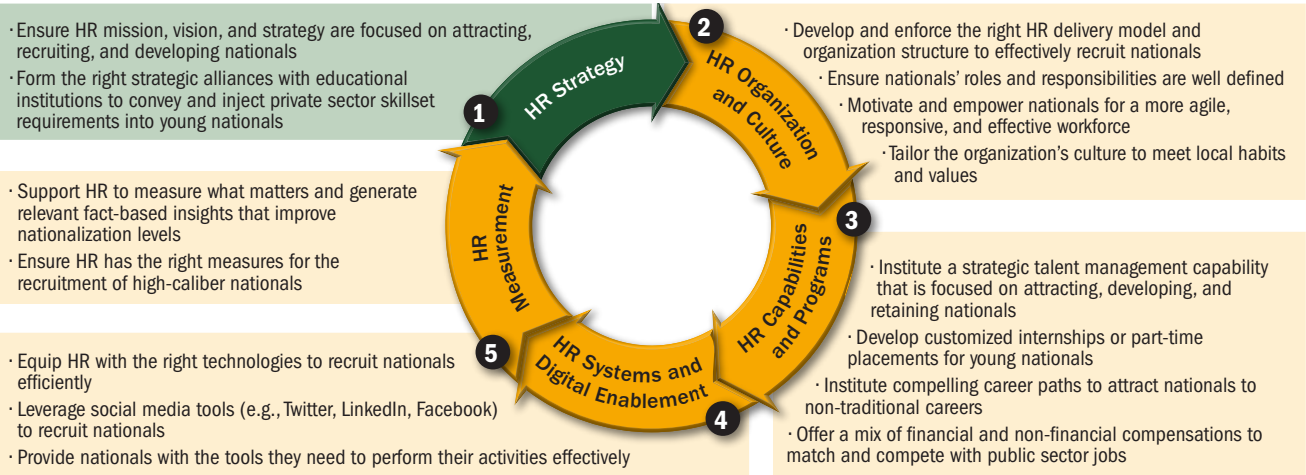 · Ensure HR mission, vision, and strategy are focused on attracting,
recruiting, and developing nationals
· Form the right strategic alliances with educational
institutions to convey and inject private sector skillset
requirements into young nationals
1
HR Strategy
2
HR Organization
and Culture
· Develop and enforce the right HR delivery model and
organization structure to effectively recruit nationals
· Ensure nationals’ roles and responsibilities are well defined
· Motivate and empower nationals for a more agile,
responsive, and effective workforce
· Tailor the organization’s culture to meet local habits
and values
3
HR Capabilities
and Programs
· Institute a strategic talent management capability
that is focused on attracting, developing, and
retaining nationals
· Develop customized internships or part-time
placements for young nationals
· Institute compelling career paths to attract nationals to
non-traditional careers
· Offer a mix of financial and non-financial compensations to
match and compete with public sector jobs
4
HR Systems and
Digital Enablement
· Equip HR with the right technologies to recruit nationals
efficiently
· Leverage social media tools (e.g., Twitter, LinkedIn, Facebook)
to recruit nationals
· Provide nationals with the tools they need to perform their activities effectively
5
HR
Measurement
· Support HR to measure what matters and generate
relevant fact-based insights that improve
nationalization levels
· Ensure HR has the right measures for the
recruitment of high-caliber nationals